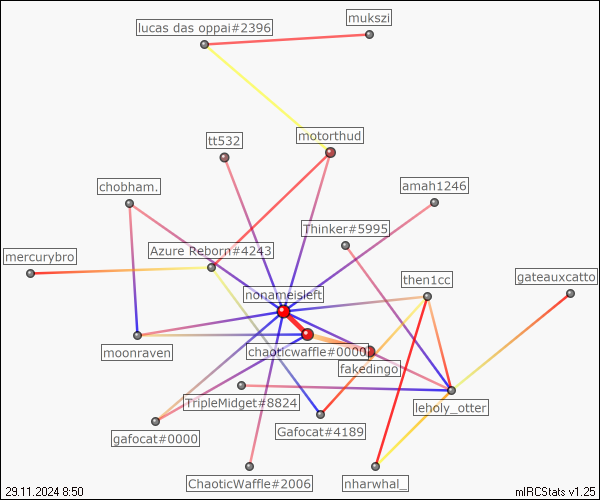 mukszi
lucas das oppai#2396
motorthud
tt532
chobham.
amah1246
Thinker#5995
Azure Reborn#4243
mercurybro
then1cc
gateauxcatto
nonameisleft
moonraven
chaoticwaffle#0000
fakedingo
TripleMidget#8824
leholy_otter
Gafocat#4189
gafocat#0000
ChaoticWaffle#2006
nharwhal_
29.11.2024 8:50
mIRCStats v1.25